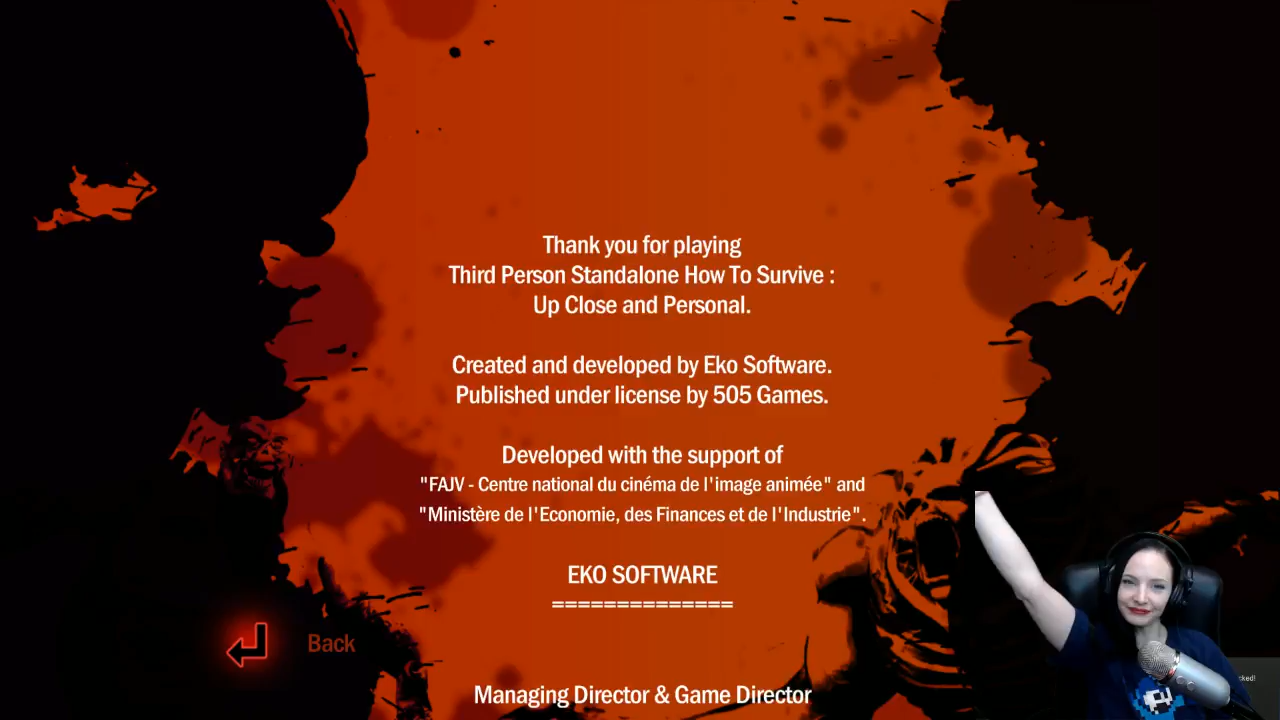 Thank you for playing
Third Person Standalone How To Survive :
Up Close and Personal.
Created and developed by Eko Software.
Published under license by 505 Games.
Developed with the support of
"FAJV - Centre national du cinéma de l'image animée" and
"Ministère de l'Economie, des Finances et de l'Industrie".
EKO SOFTWARE
==============
Back
Managing Director & Game Director